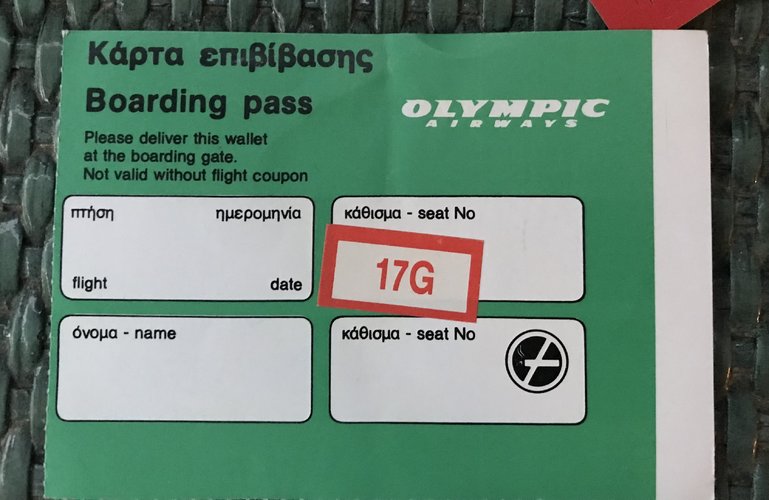 Κάρτα επιβίβασης
Boarding pass
OLYMPIC
AIRWAYS
Please deliver this wallet
at the boarding gate.
Not valid without flight coupon
πτήση ημερομηνία
flight date
κάθισμα - seat No
17G
όνομα - name
κάθισμα - seat No